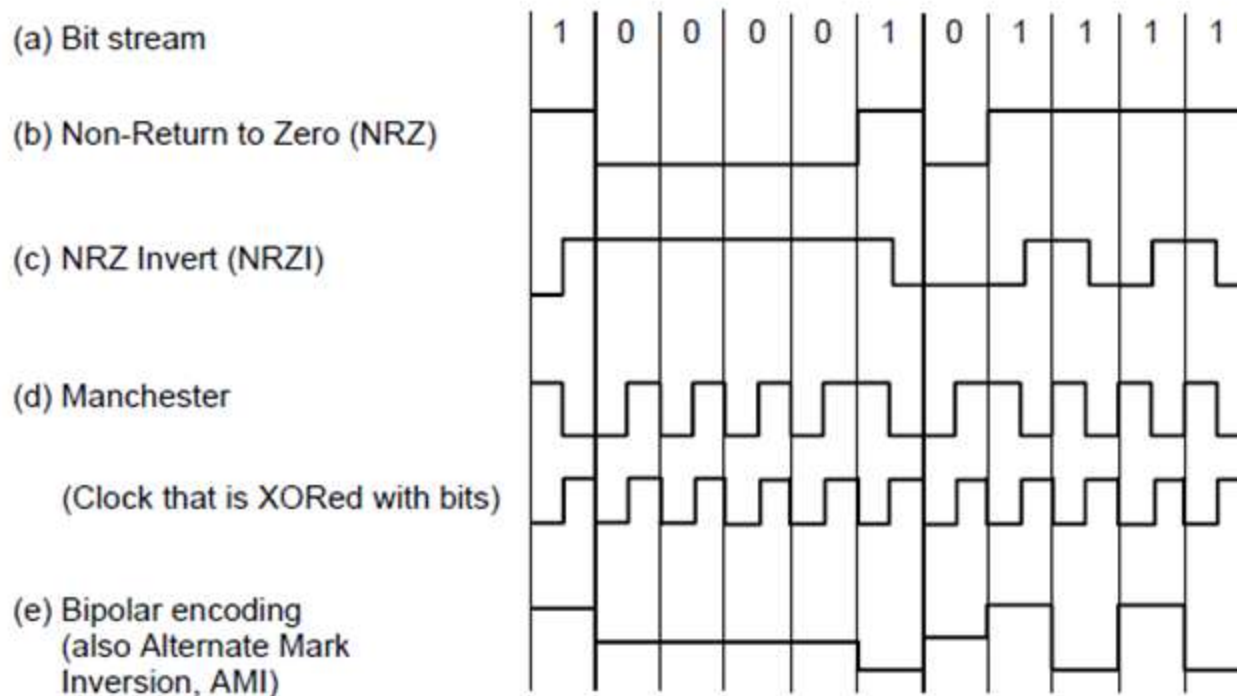 (a) Bit stream 1 0 0 0 0 1 0 1 1 1 1
(b) Non-Return to Zero (NRZ)
(c) NRZ Invert (NRZI)
(d) Manchester
(Clock that is XORed with bits)
(e) Bipolar encoding
(also Alternate Mark
Inversion, AMI)